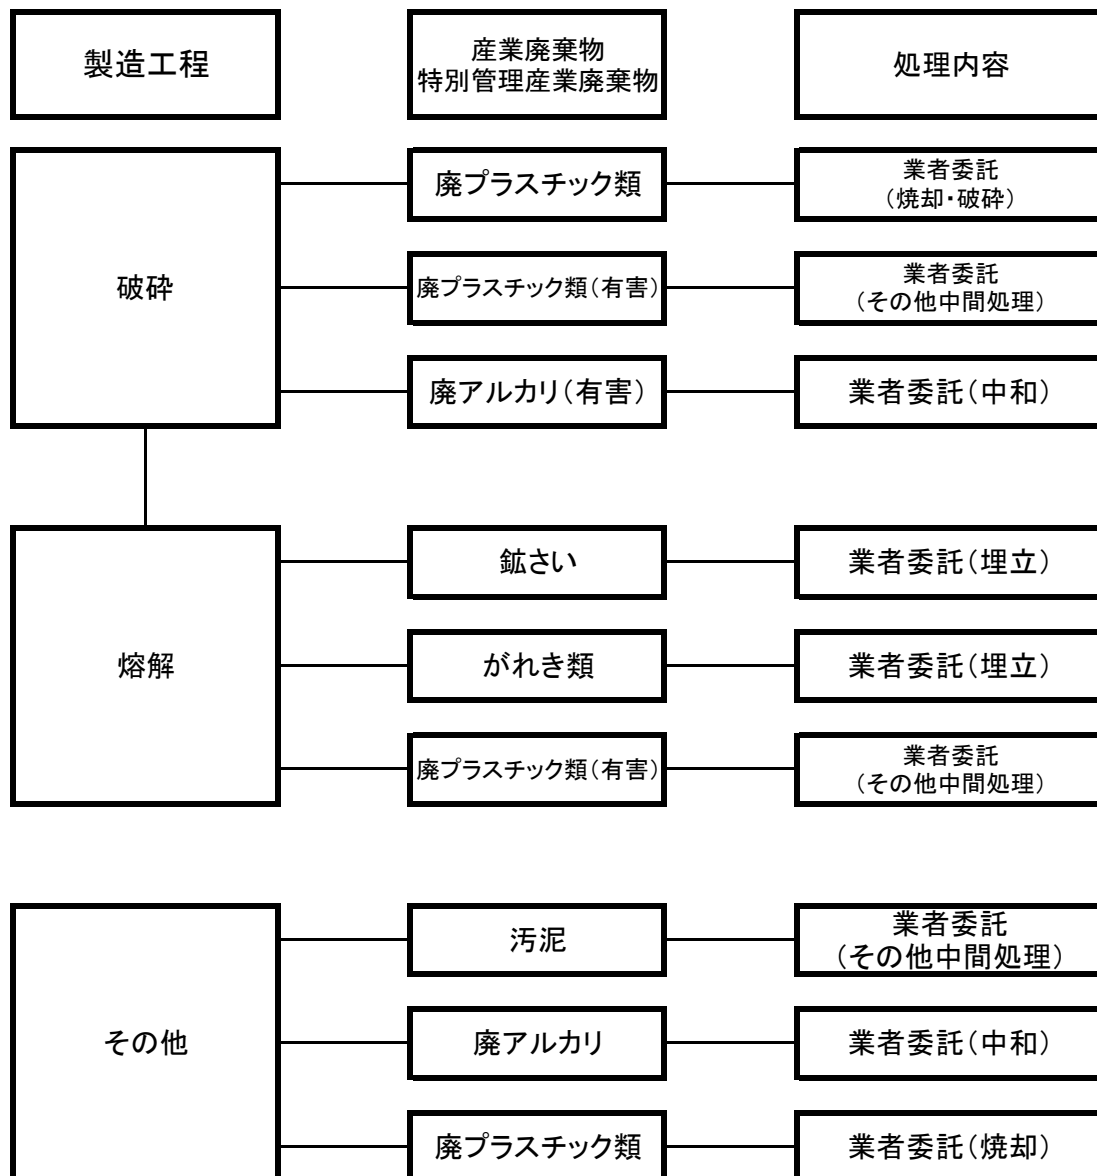 製造工程
産業廃棄物
特別管理産業廃棄物
処理内容
破砕
廃プラスチック類
業者委託
（焼却・破砕）
廃プラスチック類（有害）
業者委託
（その他中間処理）
廃アルカリ（有害）
業者委託（中和）
熔解
鉱さい
業者委託（埋立）
がれき類
業者委託（埋立）
廃プラスチック類（有害）
業者委託
（その他中間処理）
その他
汚泥
業者委託
（その他中間処理）
廃アルカリ
業者委託（中和）
廃プラスチック類
業者委託（焼却）